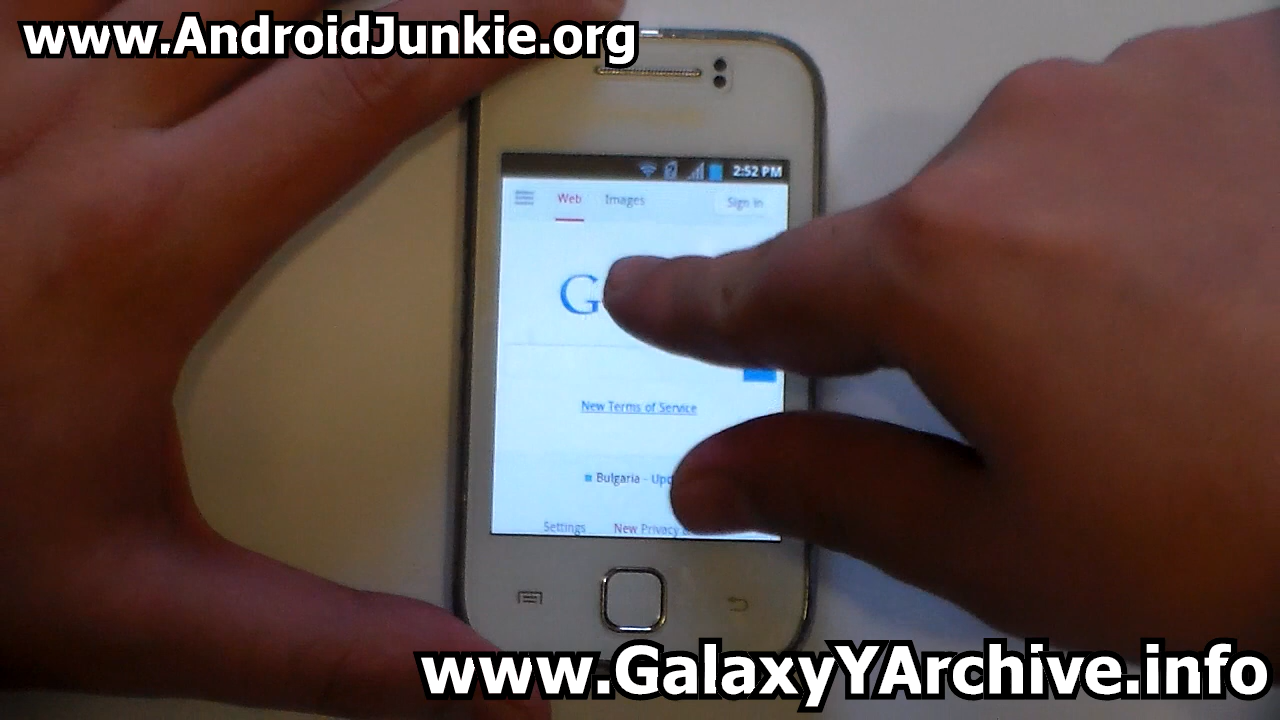 www.AndroidJunkie.org
2:52 PM
Web Images Sign in
G
New Terms of Service
Bulgaria - Upd
Settings New Privacy
www.GalaxyYArchive.info